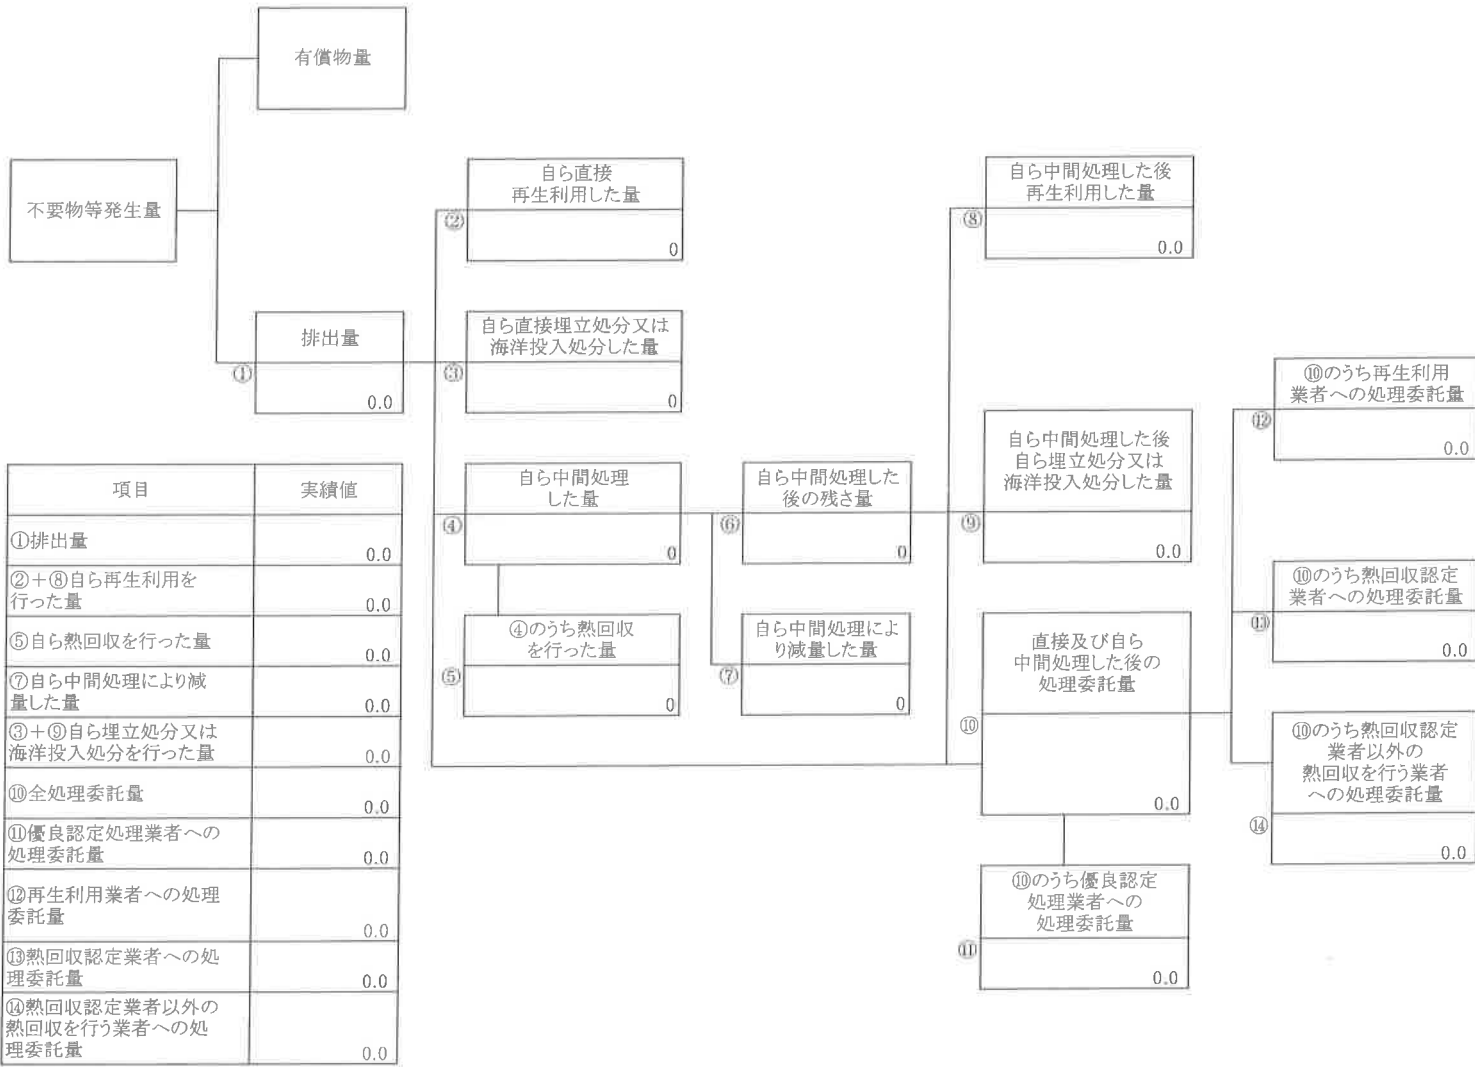 有償物量
不要物等発生量
排出量
①
0.0
自ら直接
再生利用した量
②
0
自ら直接埋立処分又は
海洋投入処分した量
③
0
自ら中間処理
した量
④
0
④のうち熱回収
を行った量
⑤
0
自ら中間処理した
後の残さ量
⑥
0
自ら中間処理によ
り減量した量
⑦
0
自ら中間処理した後
再生利用した量
⑧
0.0
自ら中間処理した後
自ら埋立処分又は
海洋投入処分した量
⑨
0.0
直接及び自ら
中間処理した後の
処理委託量
⑩
0.0
⑩のうち優良認定
処理業者への
処理委託量
⑪
0.0
⑩のうち再生利用
業者への処理委託量
⑫
0.0
⑩のうち熱回収認定
業者への処理委託量
⑬
0.0
⑩のうち熱回収認定
業者以外の
熱回収を行う業者
への処理委託量
⑭
0.0
項目 実績値
①排出量
0.0
②+⑧自ら再生利用を
行った量 0.0
⑤自ら熱回収を行った量 0.0
⑦自ら中間処理により減
量した量 0.0
③+⑨自ら埋立処分又は
海洋投入処分を行った量 0.0
⑩全処理委託量 0.0
⑪優良認定処理業者への
処理委託量 0.0
⑫再生利用業者への処理
委託量
0.0
⑬熱回収認定業者への処
理委託量 0.0
⑭熱回収認定業者以外の
熱回収を行う業者への処
理委託量 0.0